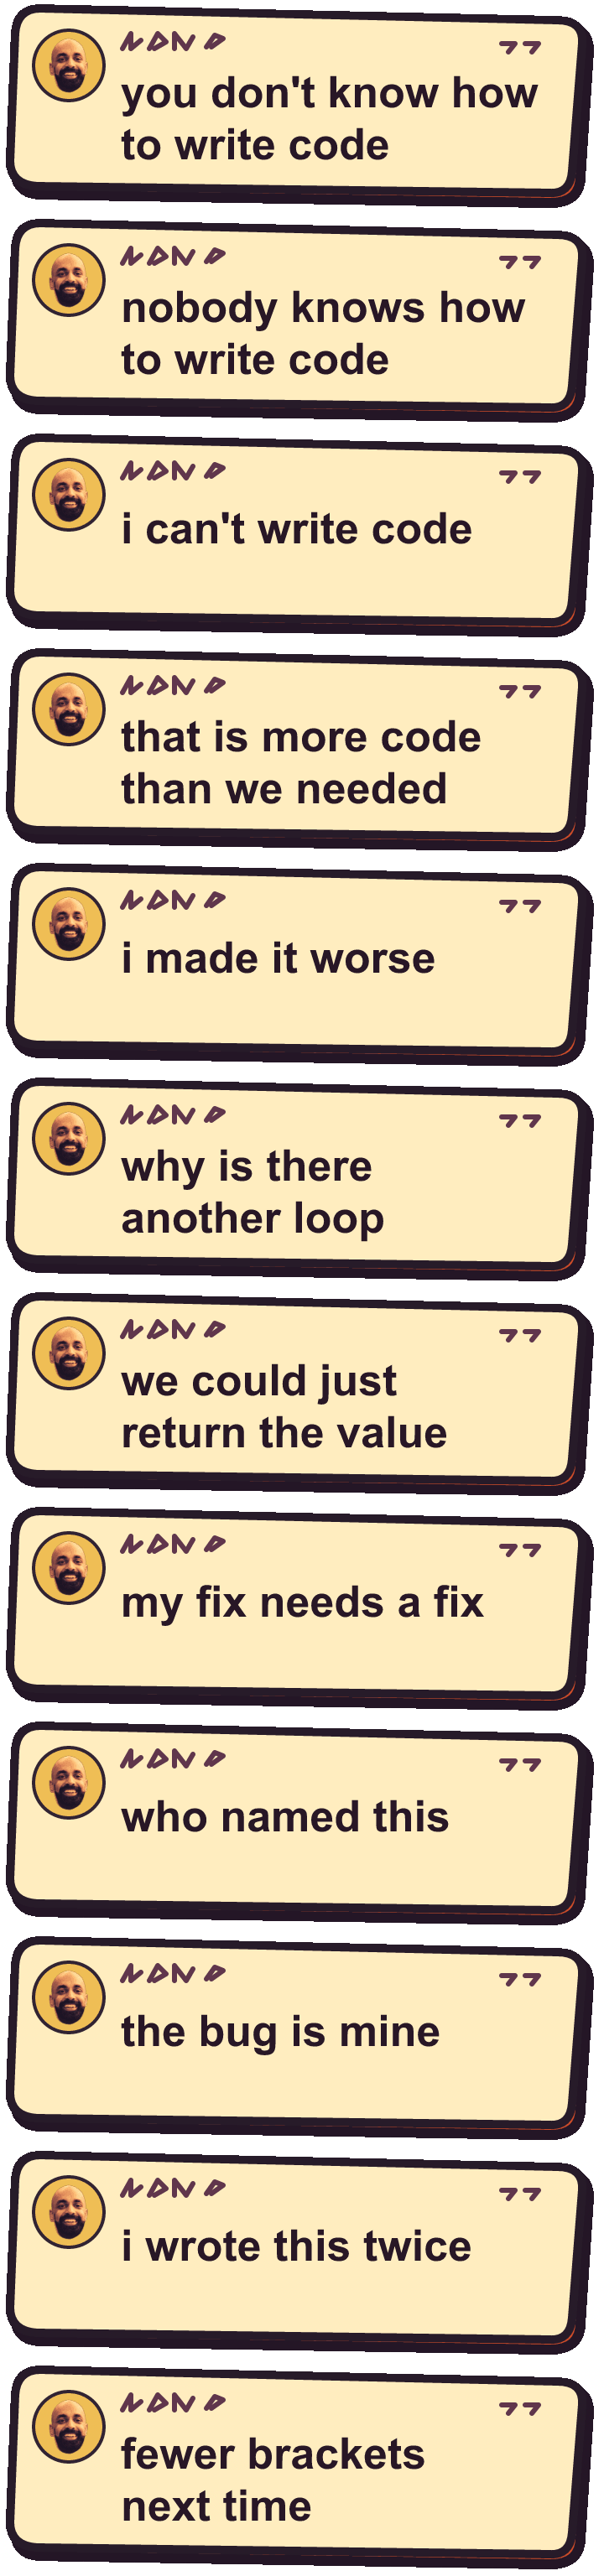 you don't know how
to write code
nobody knows how
to write code
i can't write code
that is more code
than we needed
i made it worse
why is there
another loop
we could just
return the value
my fix needs a fix
who named this
the bug is mine
i wrote this twice
fewer brackets
next time